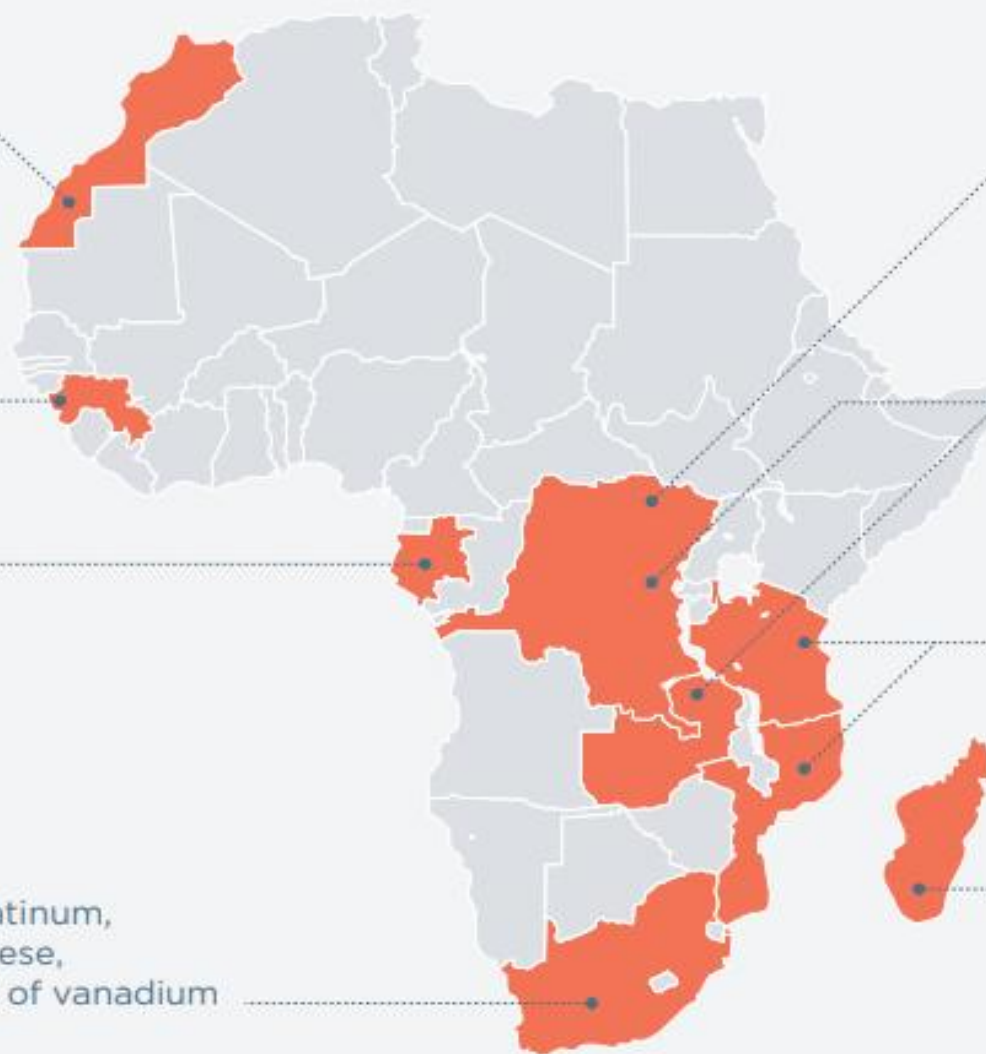 atinum,
ese,
of vanadium